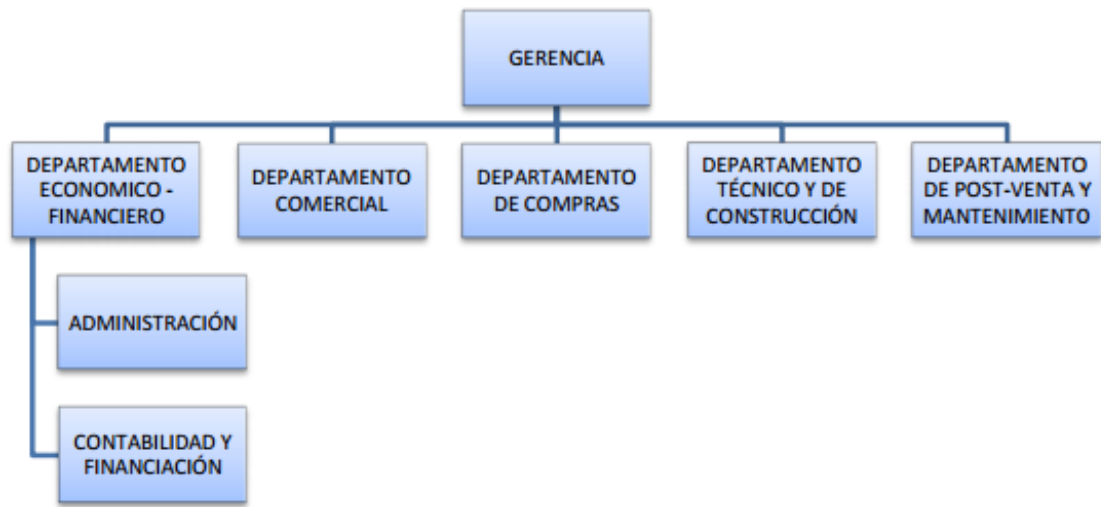 GERENCIA
DEPARTAMENTO
ECONOMICO -
FINANCIERO
DEPARTAMENTO
COMERCIAL
DEPARTAMENTO
DE COMPRAS
DEPARTAMENTO
TÉCNICO Y DE
CONSTRUCCIÓN
DEPARTAMENTO
DE POST-VENTA Y
MANTENIMIENTO
ADMINISTRACIÓN
CONTABILIDAD Y
FINANCIACIÓN